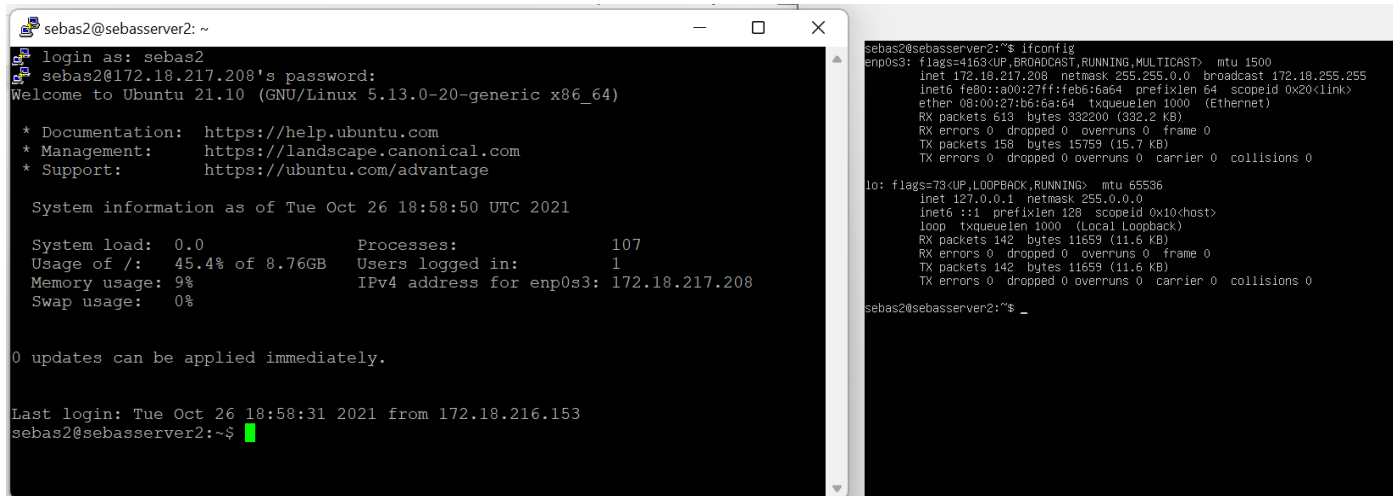 sebas2@sebasserver2: ~
login as: sebas2
sebas2@172.18.217.208's password:
Welcome to Ubuntu 21.10 (GNU/Linux 5.13.0-20-generic x86_64)
* Documentation:  https://help.ubuntu.com
* Management:     https://landscape.canonical.com
* Support:        https://ubuntu.com/advantage
System information as of Tue Oct 26 18:58:50 UTC 2021
System load:  0.0                Processes:               107
Usage of /:   45.4% of 8.76GB   Users logged in:         1
Memory usage: 9%                 IPv4 address for enp0s3: 172.18.217.208
Swap usage:   0%
0 updates can be applied immediately.
Last login: Tue Oct 26 18:58:31 2021 from 172.18.216.153
sebas2@sebasserver2:~$
sebas2@sebasserver2:~$ ifconfig
enp0s3: flags=4163<UP,BROADCAST,RUNNING,MULTICAST>  mtu 1500
inet 172.18.217.208  netmask 255.255.0.0  broadcast 172.18.255.255
inet6 fe80::a00:27ff:feb6:6a64  prefixlen 64  scopeid 0x20<link>
ether 08:00:27:b6:6a:64  txqueuelen 1000  (Ethernet)
RX packets 613  bytes 332200 (332.2 KB)
RX errors 0  dropped 0  overruns 0  frame 0
TX packets 158  bytes 15759 (15.7 KB)
TX errors 0  dropped 0 overruns 0  carrier 0  collisions 0
lo: flags=73<UP,LOOPBACK,RUNNING>  mtu 65536
inet 127.0.0.1  netmask 255.0.0.0
inet6 ::1  prefixlen 128  scopeid 0x10<host>
loop  txqueuelen 1000  (Local Loopback)
RX packets 142  bytes 11659 (11.6 KB)
RX errors 0  dropped 0  overruns 0  frame 0
TX packets 142  bytes 11659 (11.6 KB)
TX errors 0  dropped 0 overruns 0  carrier 0  collisions 0
sebas2@sebasserver2:~$ _